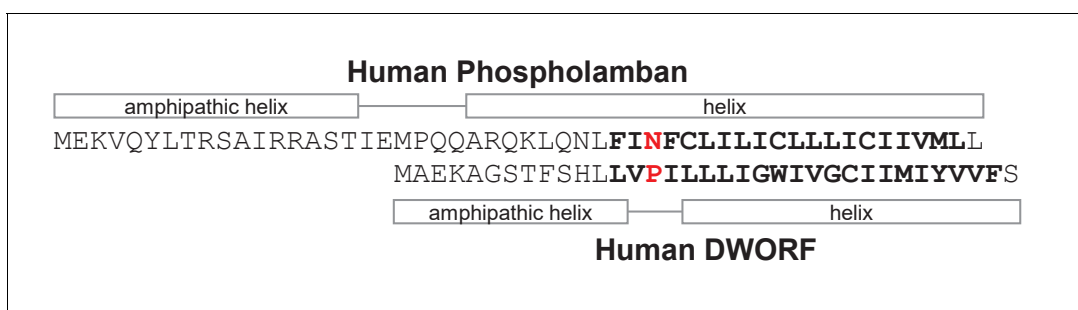 Human Phospholamban
amphipathic helix helix
MEKVQYLTRSAIRRASTIEMPQQARQKLQNLFINFCLILICLLLICIIVMLL
MAEKAGSTFSHLLVPILLLIGWIVGCIIMIYVVFS
amphipathic helix helix
Human DWORF